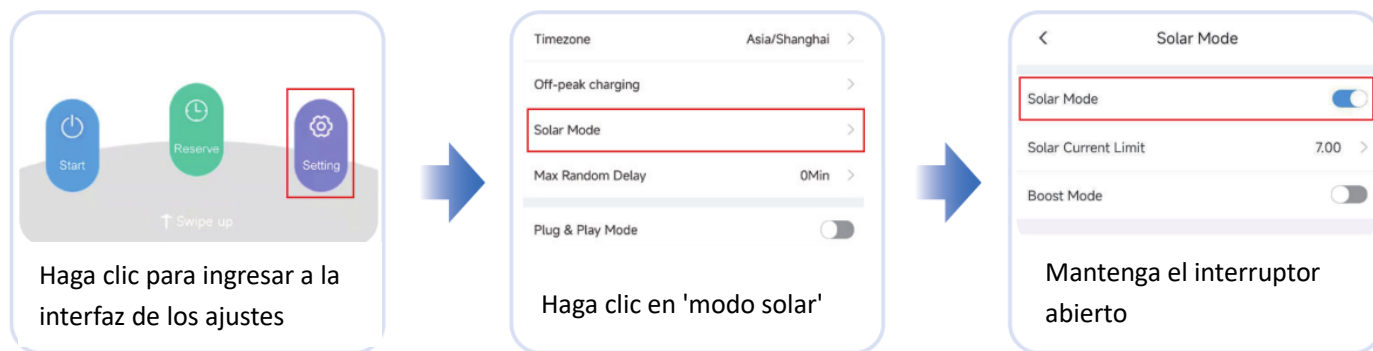 Start
Reserve
Setting
Swipe up
Haga clic para ingresar a la
interfaz de los ajustes
Timezone Asia/Shanghai
Off-peak charging
Solar Mode
Max Random Delay 0Min
Plug & Play Mode
Haga clic en 'modo solar'
Solar Mode
Solar Mode
Solar Current Limit 7.00
Boost Mode
Mantenga el interruptor
abierto